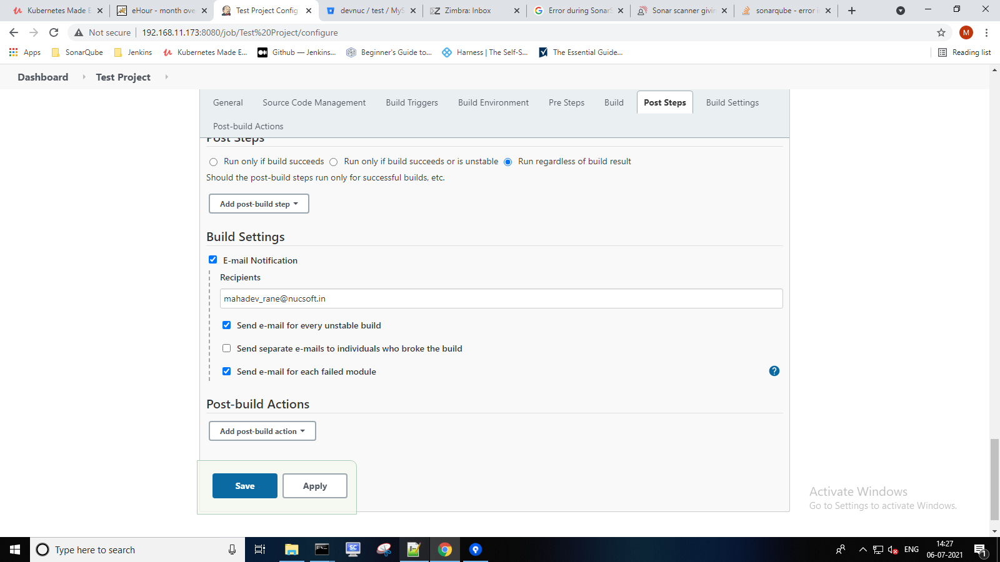 Kubernetes Made E
eHour - month ove
Test Project Config
devnuc / test / MyS
Zimbra: Inbox
Error during SonarS
Sonar scanner givin
sonarqube - error i
Not secure
192.168.11.173:8080/job/Test%20Project/configure
M
Apps
SonarQube
Jenkins
Kubernetes Made E...
Github — Jenkins...
Beginner's Guide to...
Harness | The Self-S...
The Essential Guide...
Reading list
Dashboard
Test Project
General
Source Code Management
Build Triggers
Build Environment
Pre Steps
Build
Post Steps
Build Settings
Post-build Actions
Post Steps
Run only if build succeeds
Run only if build succeeds or is unstable
Run regardless of build result
Should the post-build steps run only for successful builds, etc.
Add post-build step
Build Settings
E-mail Notification
Recipients
mahadev_rane@nucsoft.in
Send e-mail for every unstable build
Send separate e-mails to individuals who broke the build
Send e-mail for each failed module
?
Post-build Actions
Add post-build action
Save
Apply
Activate Windows
Go to Settings to activate Windows.
Type here to search
SC
ENG
14:27
06-07-2021
1